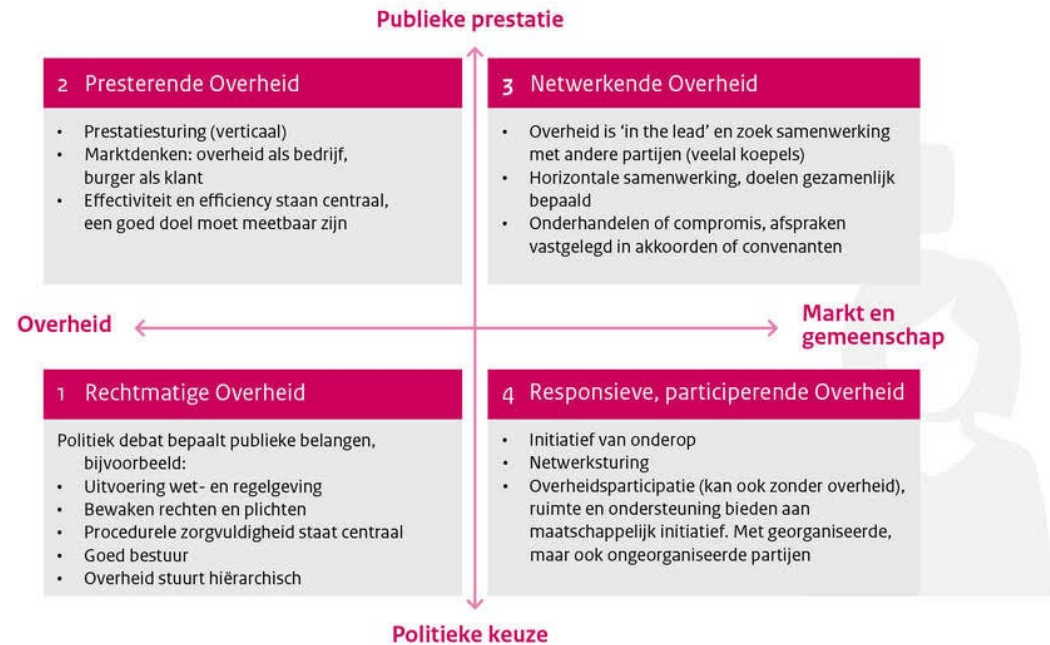 Publieke prestatie
2 Presterende Overheid
• Prestatiesturing (verticaal)
• Marktdenken: overheid als bedrijf,
burger als klant
• Effectiviteit en efficiency staan centraal,
een goed doel moet meetbaar zijn
3 Netwerkende Overheid
• Overheid is ‘in the lead’ en zoek samenwerking
met andere partijen (veelal koepels)
• Horizontale samenwerking, doelen gezamenlijk
bepaald
• Onderhandelen of compromis, afspraken
vastgelegd in akkoorden of convenanten
Overheid
Markt en
gemeenschap
1 Rechtmatige Overheid
Politiek debat bepaalt publieke belangen,
bijvoorbeeld:
• Uitvoering wet- en regelgeving
• Bewaken rechten en plichten
• Procedurele zorgvuldigheid staat centraal
• Goed bestuur
• Overheid stuurt hiërarchisch
4 Responsieve, participerende Overheid
• Initiatief van onderop
• Netwerksturing
• Overheidsparticipatie (kan ook zonder overheid),
ruimte en ondersteuning bieden aan
maatschappelijk initiatief. Met georganiseerde,
maar ook ongeorganiseerde partijen
Politieke keuze